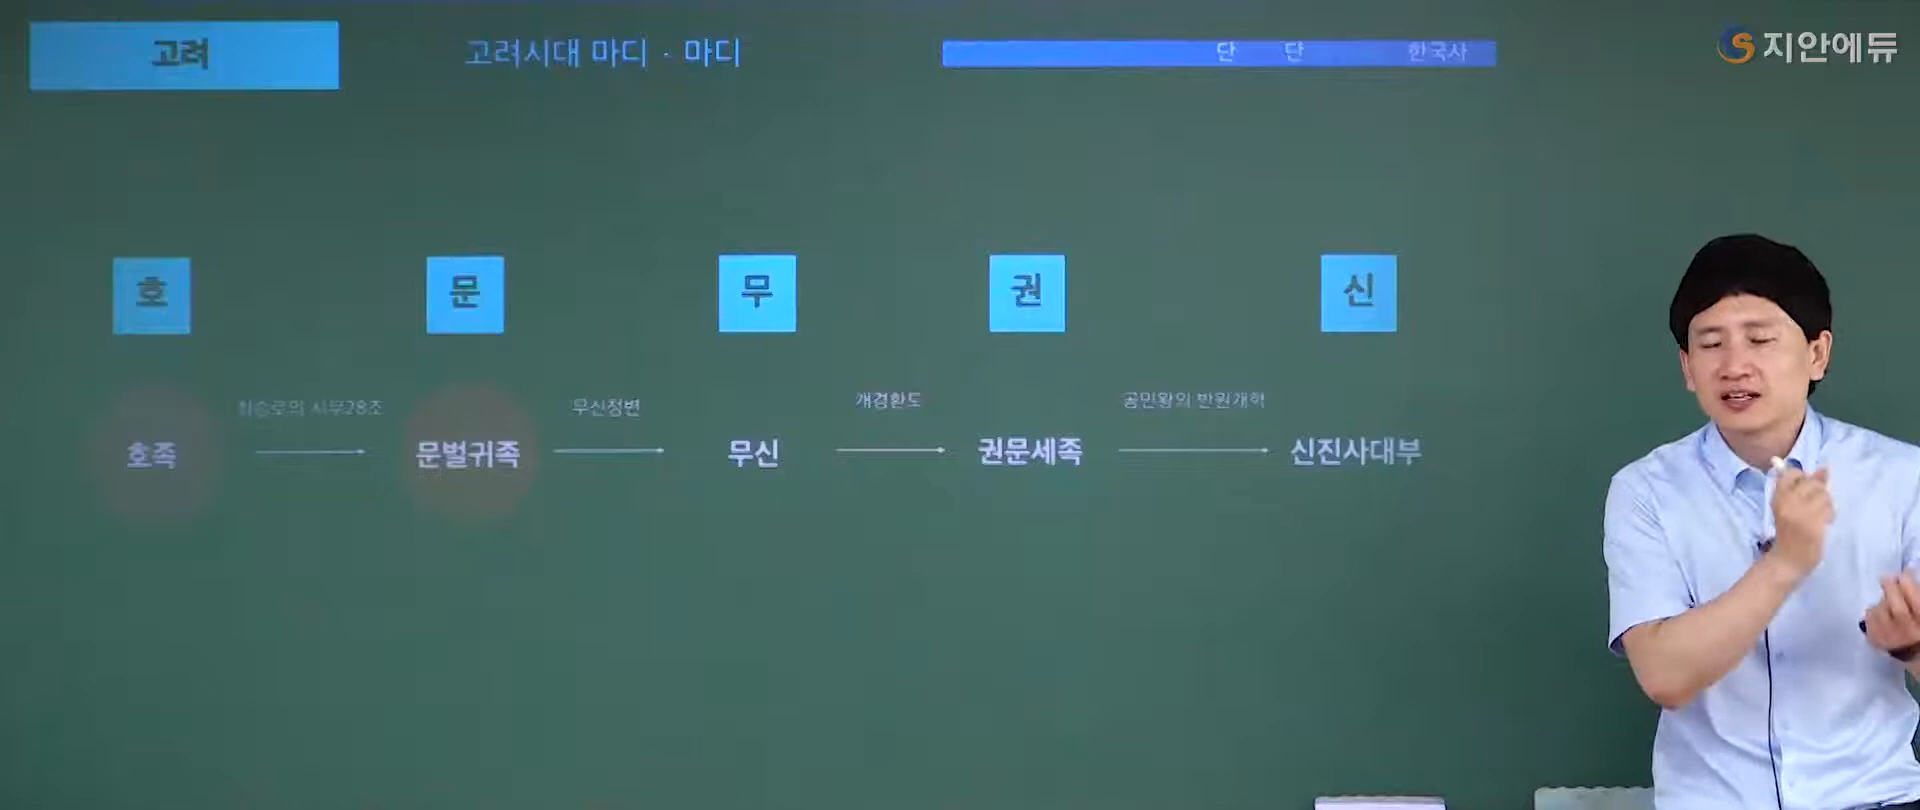 고려
고려시대 마디 · 마디
단 단 한국사
지안에듀
호 문 무 권 신
최승로의 시무28조 무신정변 개경환도 공민왕의 반원개혁
호족 문벌귀족 무신 권문세족 신진사대부